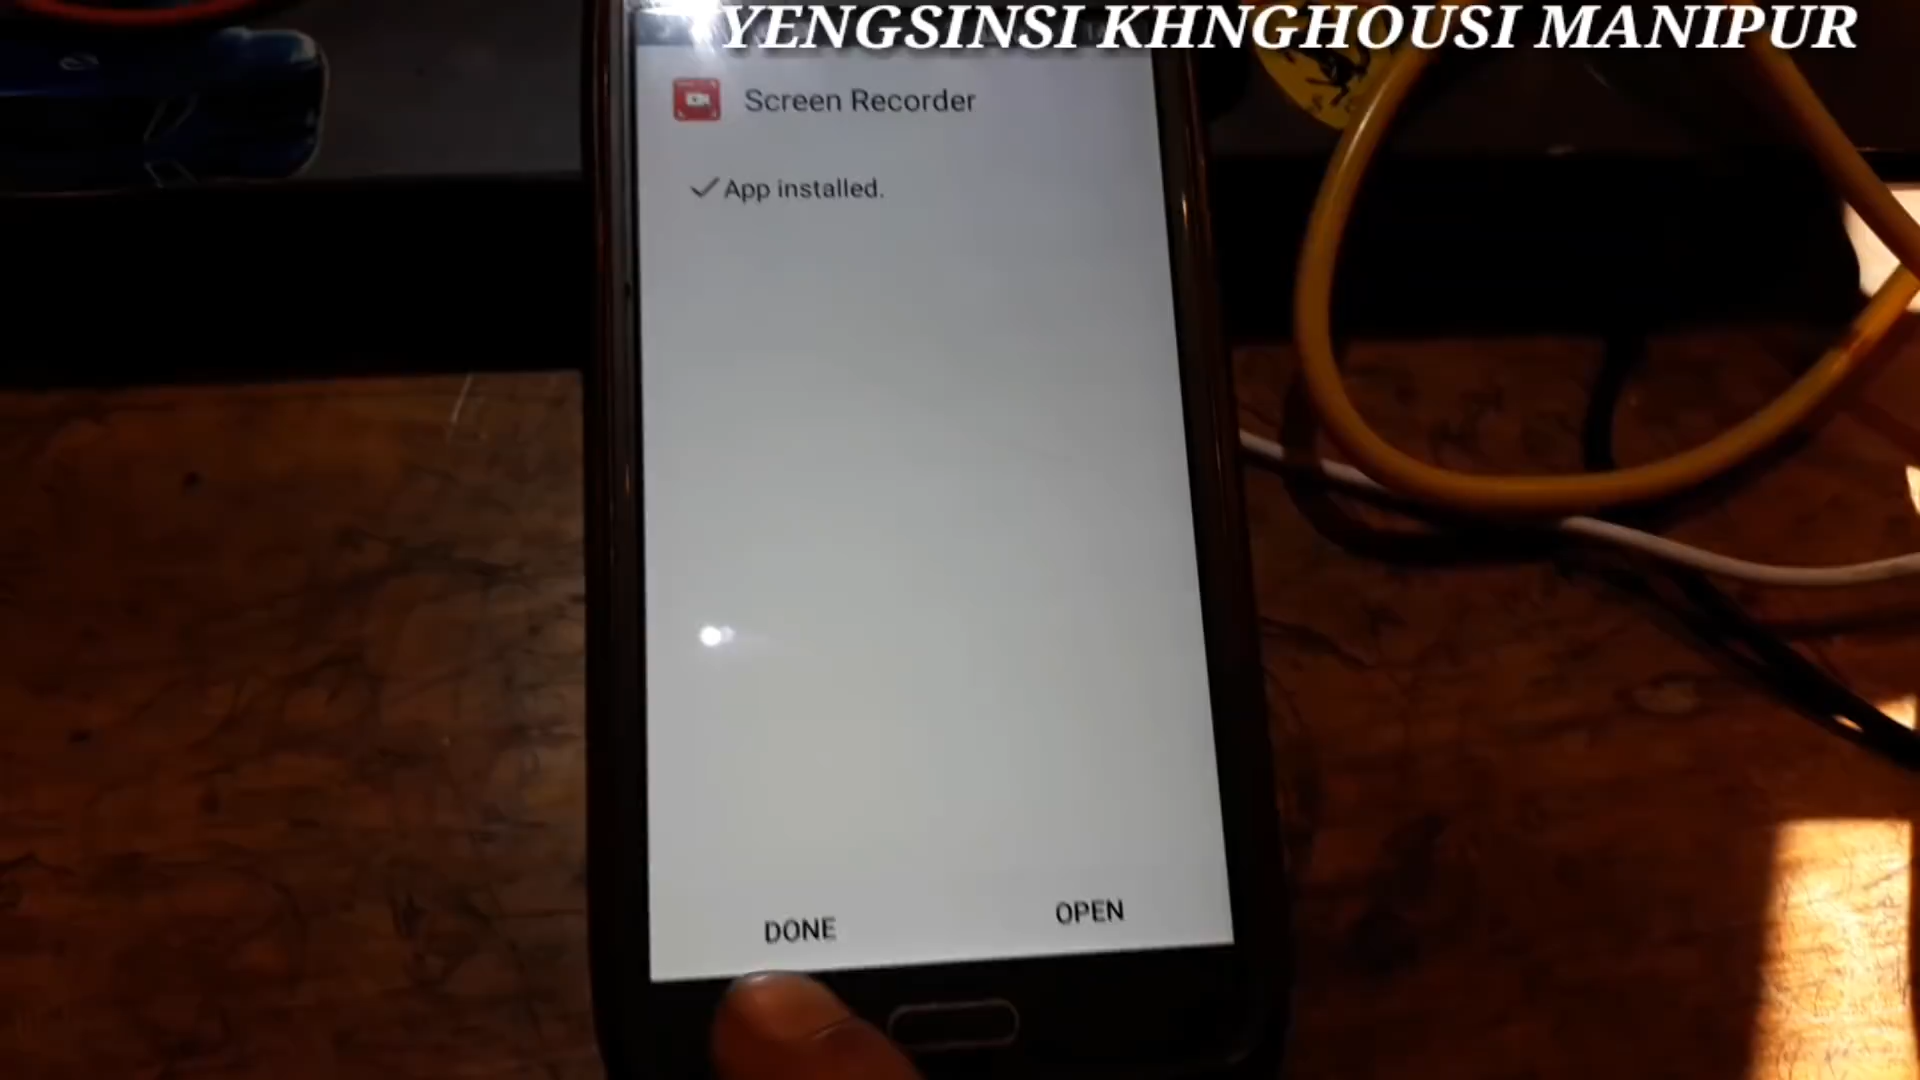 YENGSINSI KHNGHOUSI MANIPUR
Screen Recorder
App installed.
DONE
OPEN